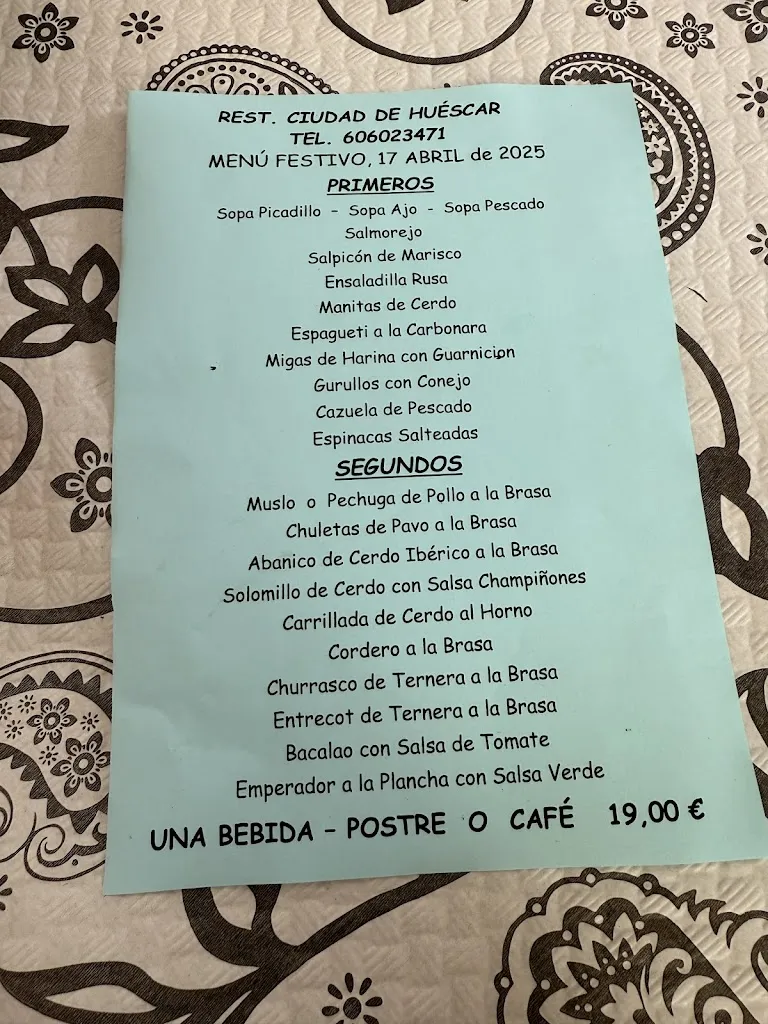 REST. CIUDAD DE HUÉSCAR
TEL. 606023471
MENÚ FESTIVO, 17 ABRIL de 2025
PRIMEROS
Sopa Picadillo - Sopa Ajo - Sopa Pescado
Salmorejo
Salpicón de Marisco
Ensaladilla Rusa
Manitas de Cerdo
Espagueti a la Carbonara
Migas de Harina con Guarnicion
Gurullos con Conejo
Cazuela de Pescado
Espinacas Salteadas
SEGUNDOS
Muslo o Pechuga de Pollo a la Brasa
Chuletas de Pavo a la Brasa
Abanico de Cerdo Ibérico a la Brasa
Solomillo de Cerdo con Salsa Champiñones
Carrillada de Cerdo al Horno
Cordero a la Brasa
Churrasco de Ternera a la Brasa
Entrecot de Ternera a la Brasa
Bacalao con Salsa de Tomate
Emperador a la Plancha con Salsa Verde
UNA BEBIDA - POSTRE O CAFÉ 19,00 €